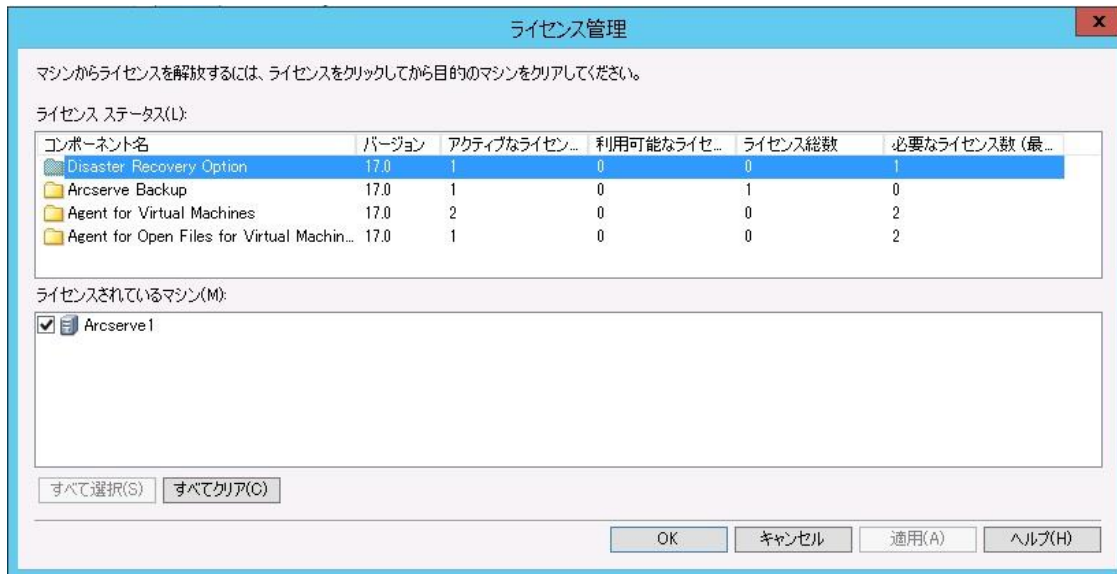 ライセンス管理
x
マシンからライセンスを解放するには、ライセンスをクリックしてから目的のマシンをクリアしてください。
ライセンス ステータス(L):
コンポーネント名 バージョン アクティブなライセン... 利用可能なライセ... ライセンス総数 必要なライセンス数 (最...
Disaster Recovery Option 17.0 1 0 0 1
Arcserve Backup 17.0 1 0 1 0
Agent for Virtual Machines 17.0 2 0 0 2
Agent for Open Files for Virtual Machin... 17.0 1 0 0 2
ライセンスされているマシン(M):
Arcserve1
すべて選択(S) すべてクリア(C)
OK キャンセル 適用(A) ヘルプ(H)